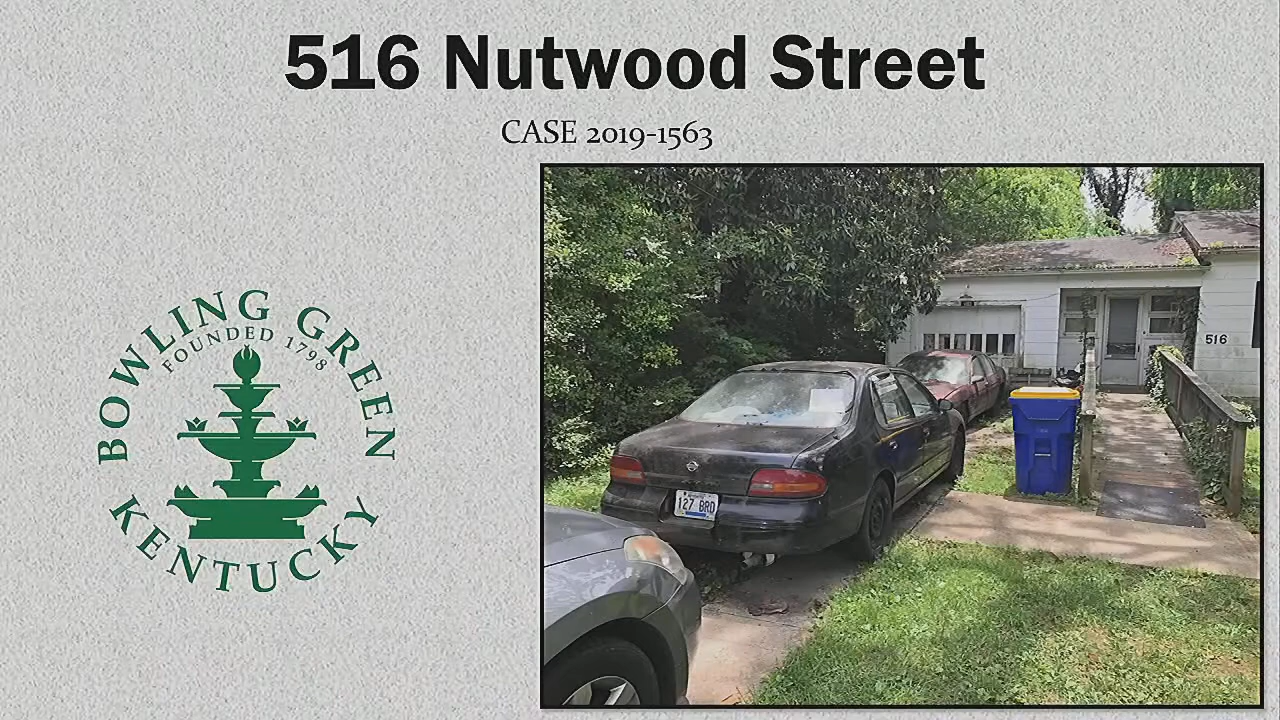 516 Nutwood Street
CASE 2019-1563
BOWLING GREEN
FOUNDED 1798
KENTUCKY
516
127 BRD